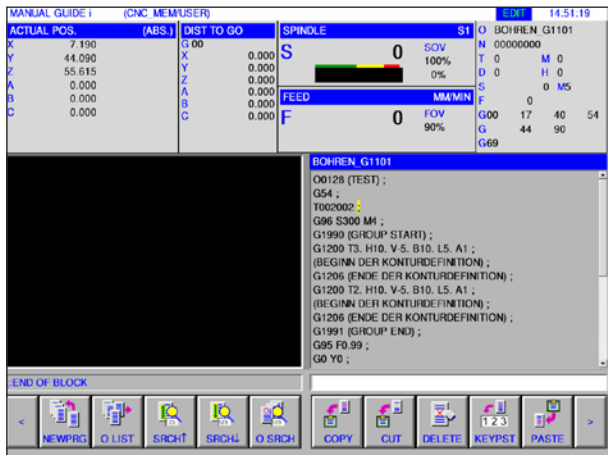 MANUAL GUIDE i (CNC_MEM/USER) EDIT 14.51.19
ACTUAL POS. (ABS.) DIST TO GO SPINDLE S1 O BOHREN_G1101
G 00 N 00000000
X 7.190 X 0.000 S 0 SOV 100% T 0 M 0
Y 44.090 Y 0.000 0% D 0 H 0
Z 55.615 Z 0.000 S 0 M5
A 0.000 A 0.000 FEED MM/MIN F 0
B 0.000 B 0.000 F 0 FOV G00 17 40 54
C 0.000 C 0.000 90% G 44 90
G69
BOHREN_G1101
O0128 (TEST) ;
G54 ;
T002002 ;
G96 S300 M4 ;
G1990 (GROUP START) ;
G1200 T3. H10. V-5. B10. L5. A1 ;
(BEGINN DER KONTURDEFINITION) ;
G1206 (ENDE DER KONTURDEFINITION) ;
G1200 T2. H10. V-5. B10. L5. A1 ;
(BEGINN DER KONTURDEFINITION) ;
G1206 (ENDE DER KONTURDEFINITION) ;
G1991 (GROUP END) ;
G95 F0.99 ;
G0 Y0 ;
;END OF BLOCK
< NEWPRG O LIST SRCH↑ SRCH↓ O SRCH COPY CUT DELETE KEYPST PASTE >